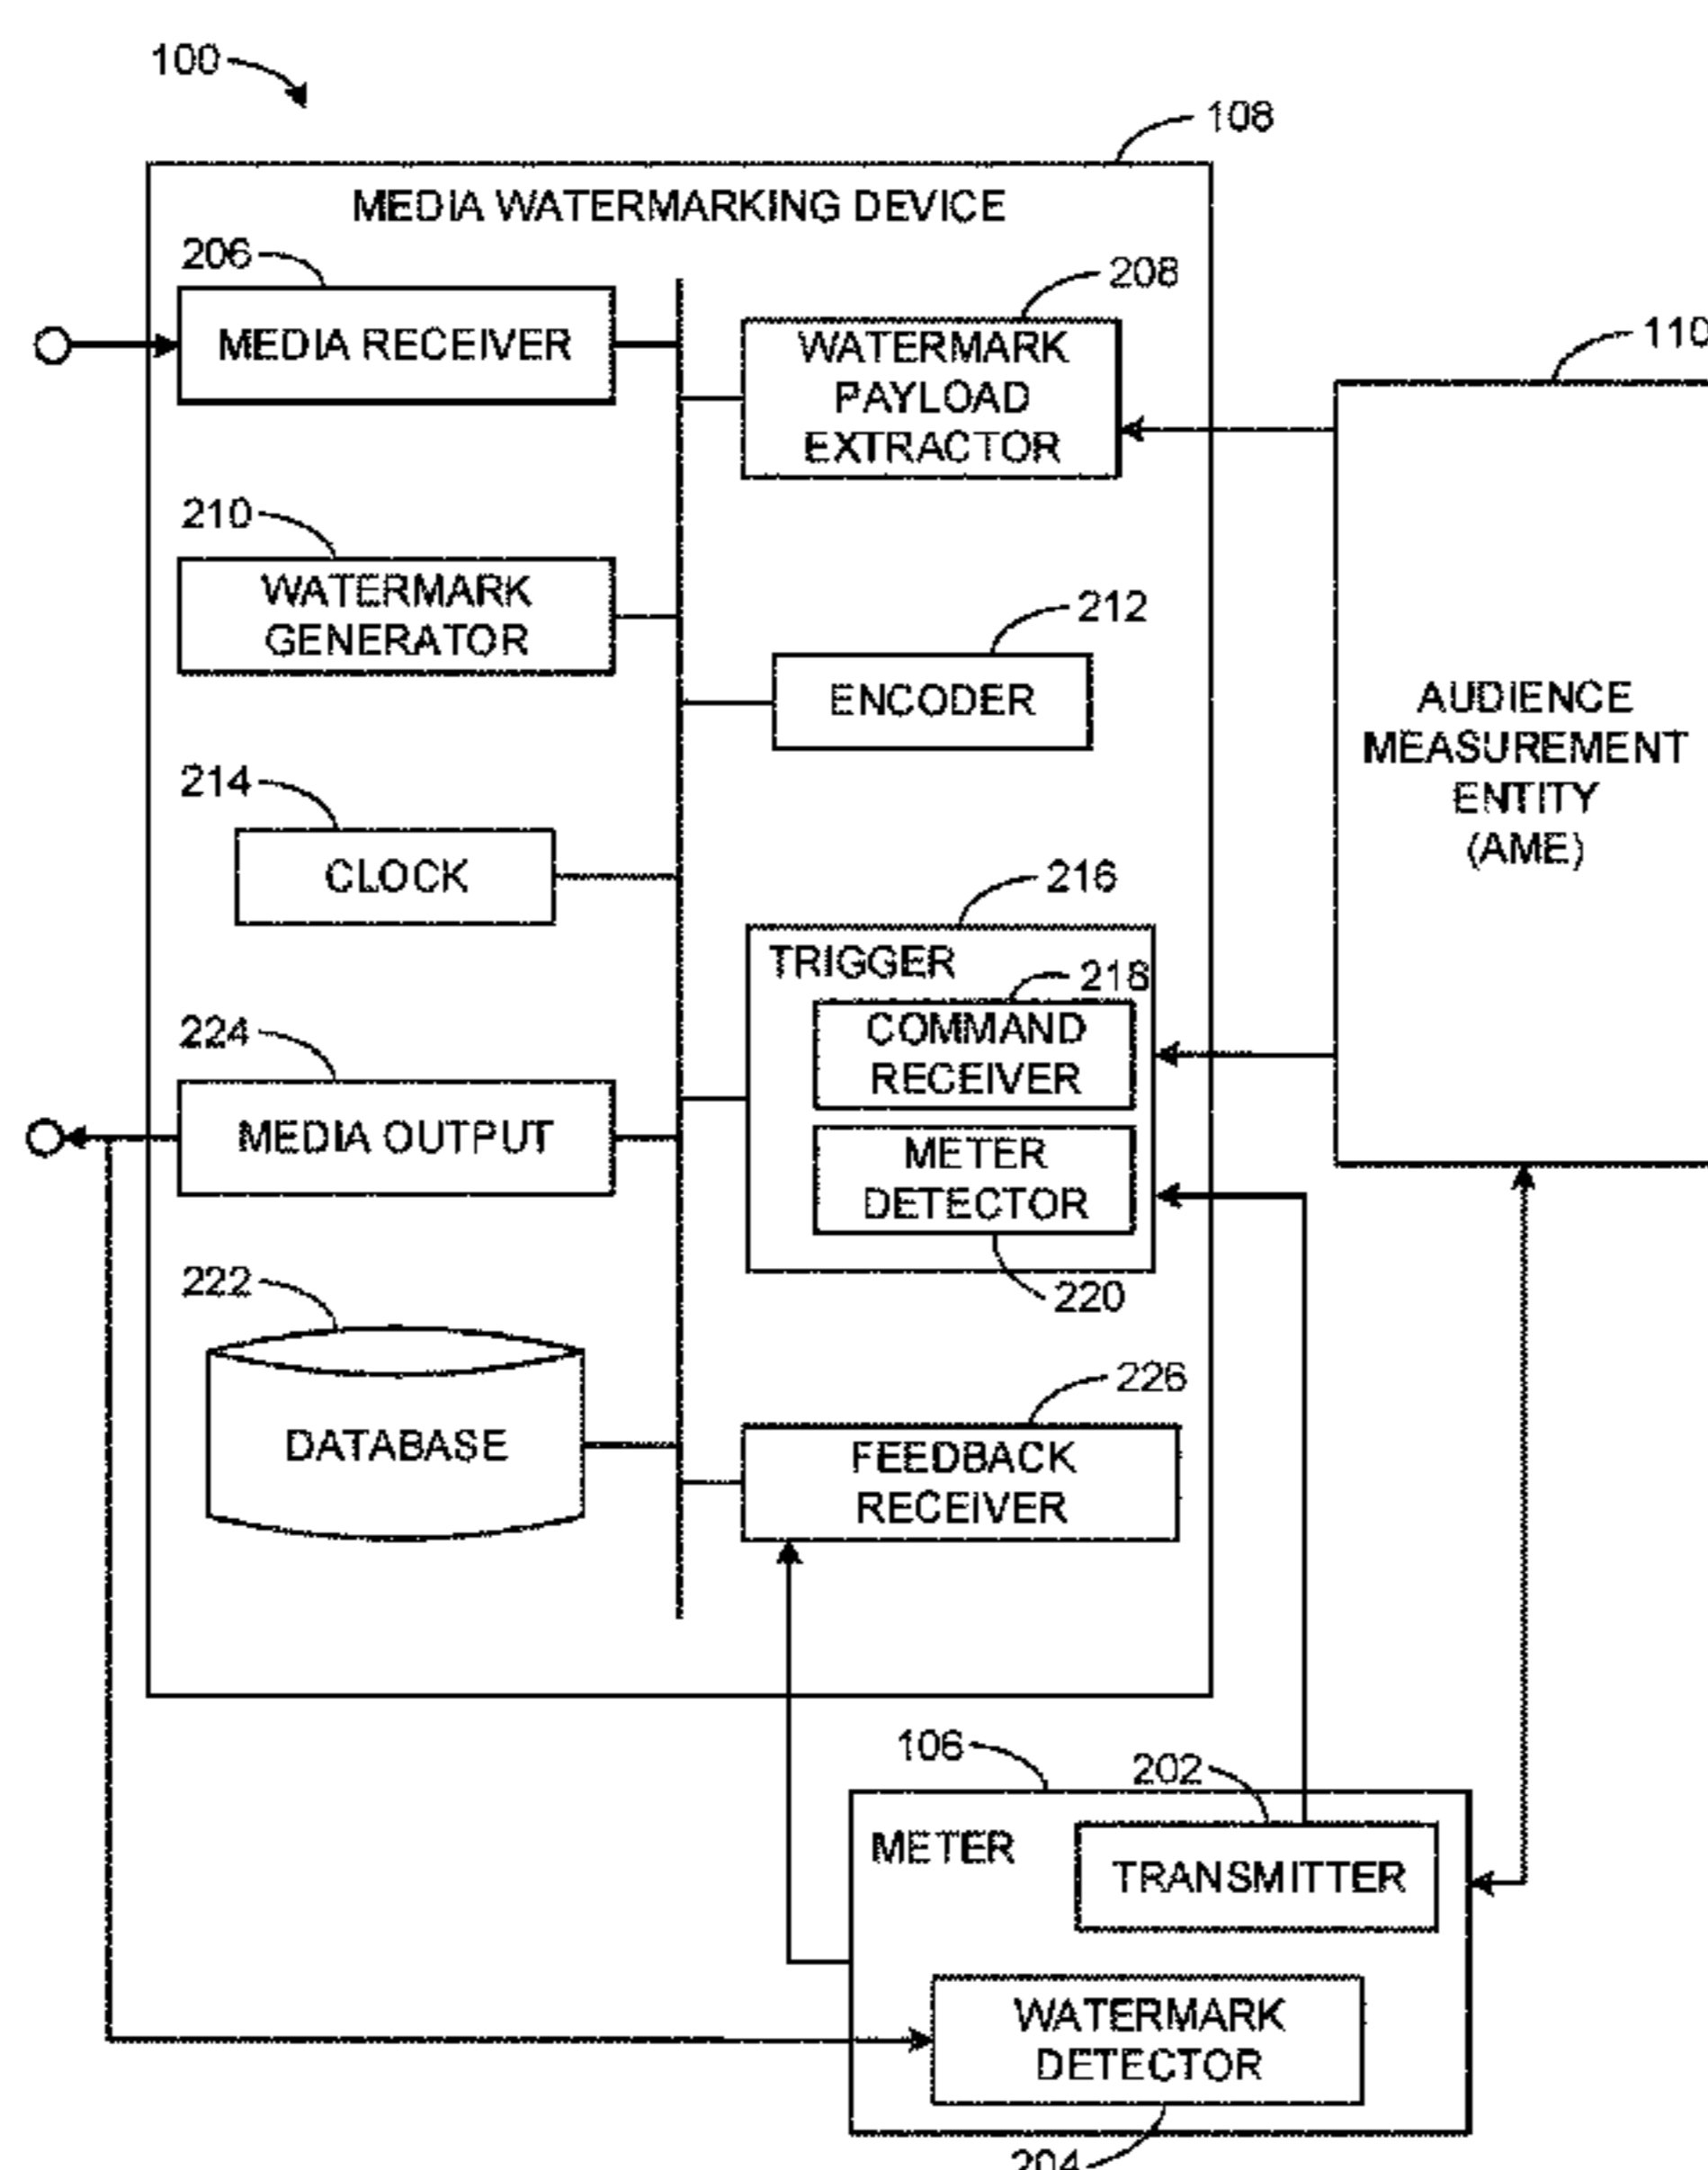 100
108
MEDIA WATERMARKING DEVICE
206
MEDIA RECEIVER
208
WATERMARK
PAYLOAD
EXTRACTOR
110
210
WATERMARK
GENERATOR
212
ENCODER
AUDIENCE
MEASUREMENT
ENTITY
(AME)
214
CLOCK
216
TRIGGER
218
COMMAND
RECEIVER
224
MEDIA OUTPUT
METER
DETECTOR
220
222
DATABASE
226
FEEDBACK
RECEIVER
106
202
METER
TRANSMITTER
WATERMARK
DETECTOR
204